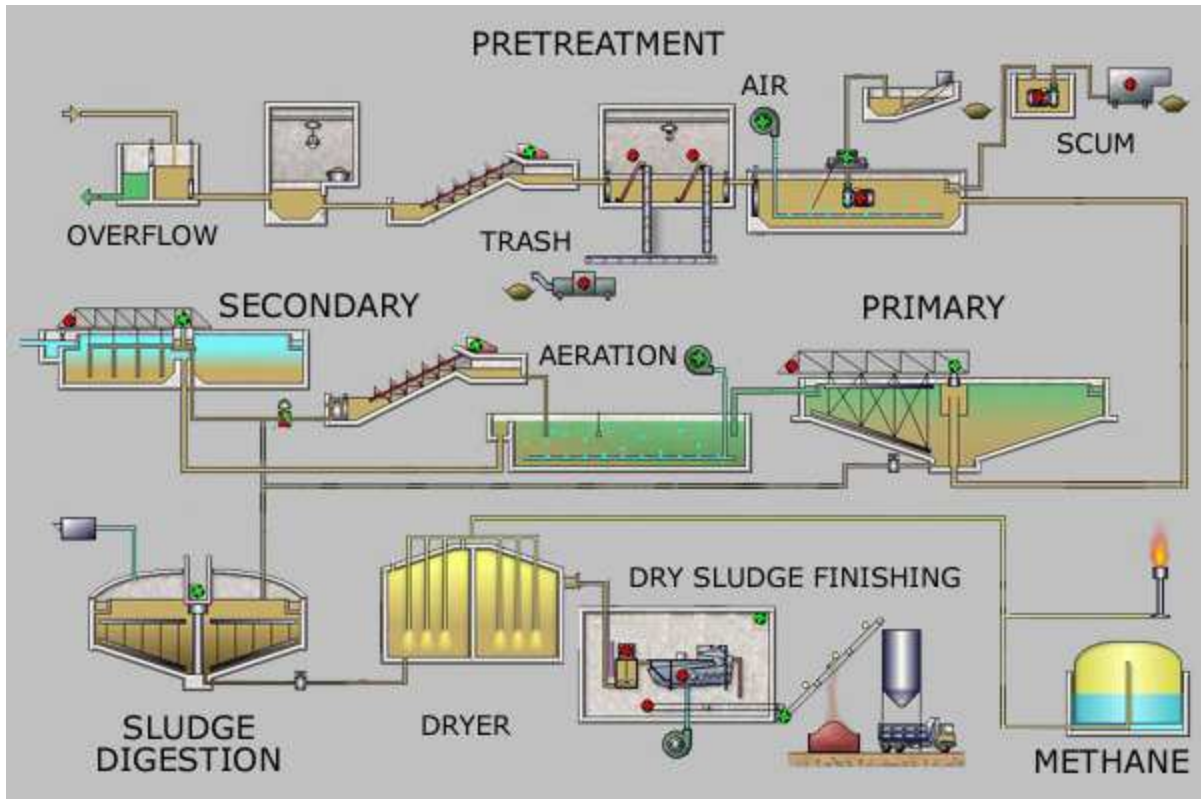 PRETREATMENT
AIR
SCUM
OVERFLOW
TRASH
SECONDARY
PRIMARY
AERATION
DRY SLUDGE FINISHING
SLUDGE
DIGESTION
DRYER
METHANE